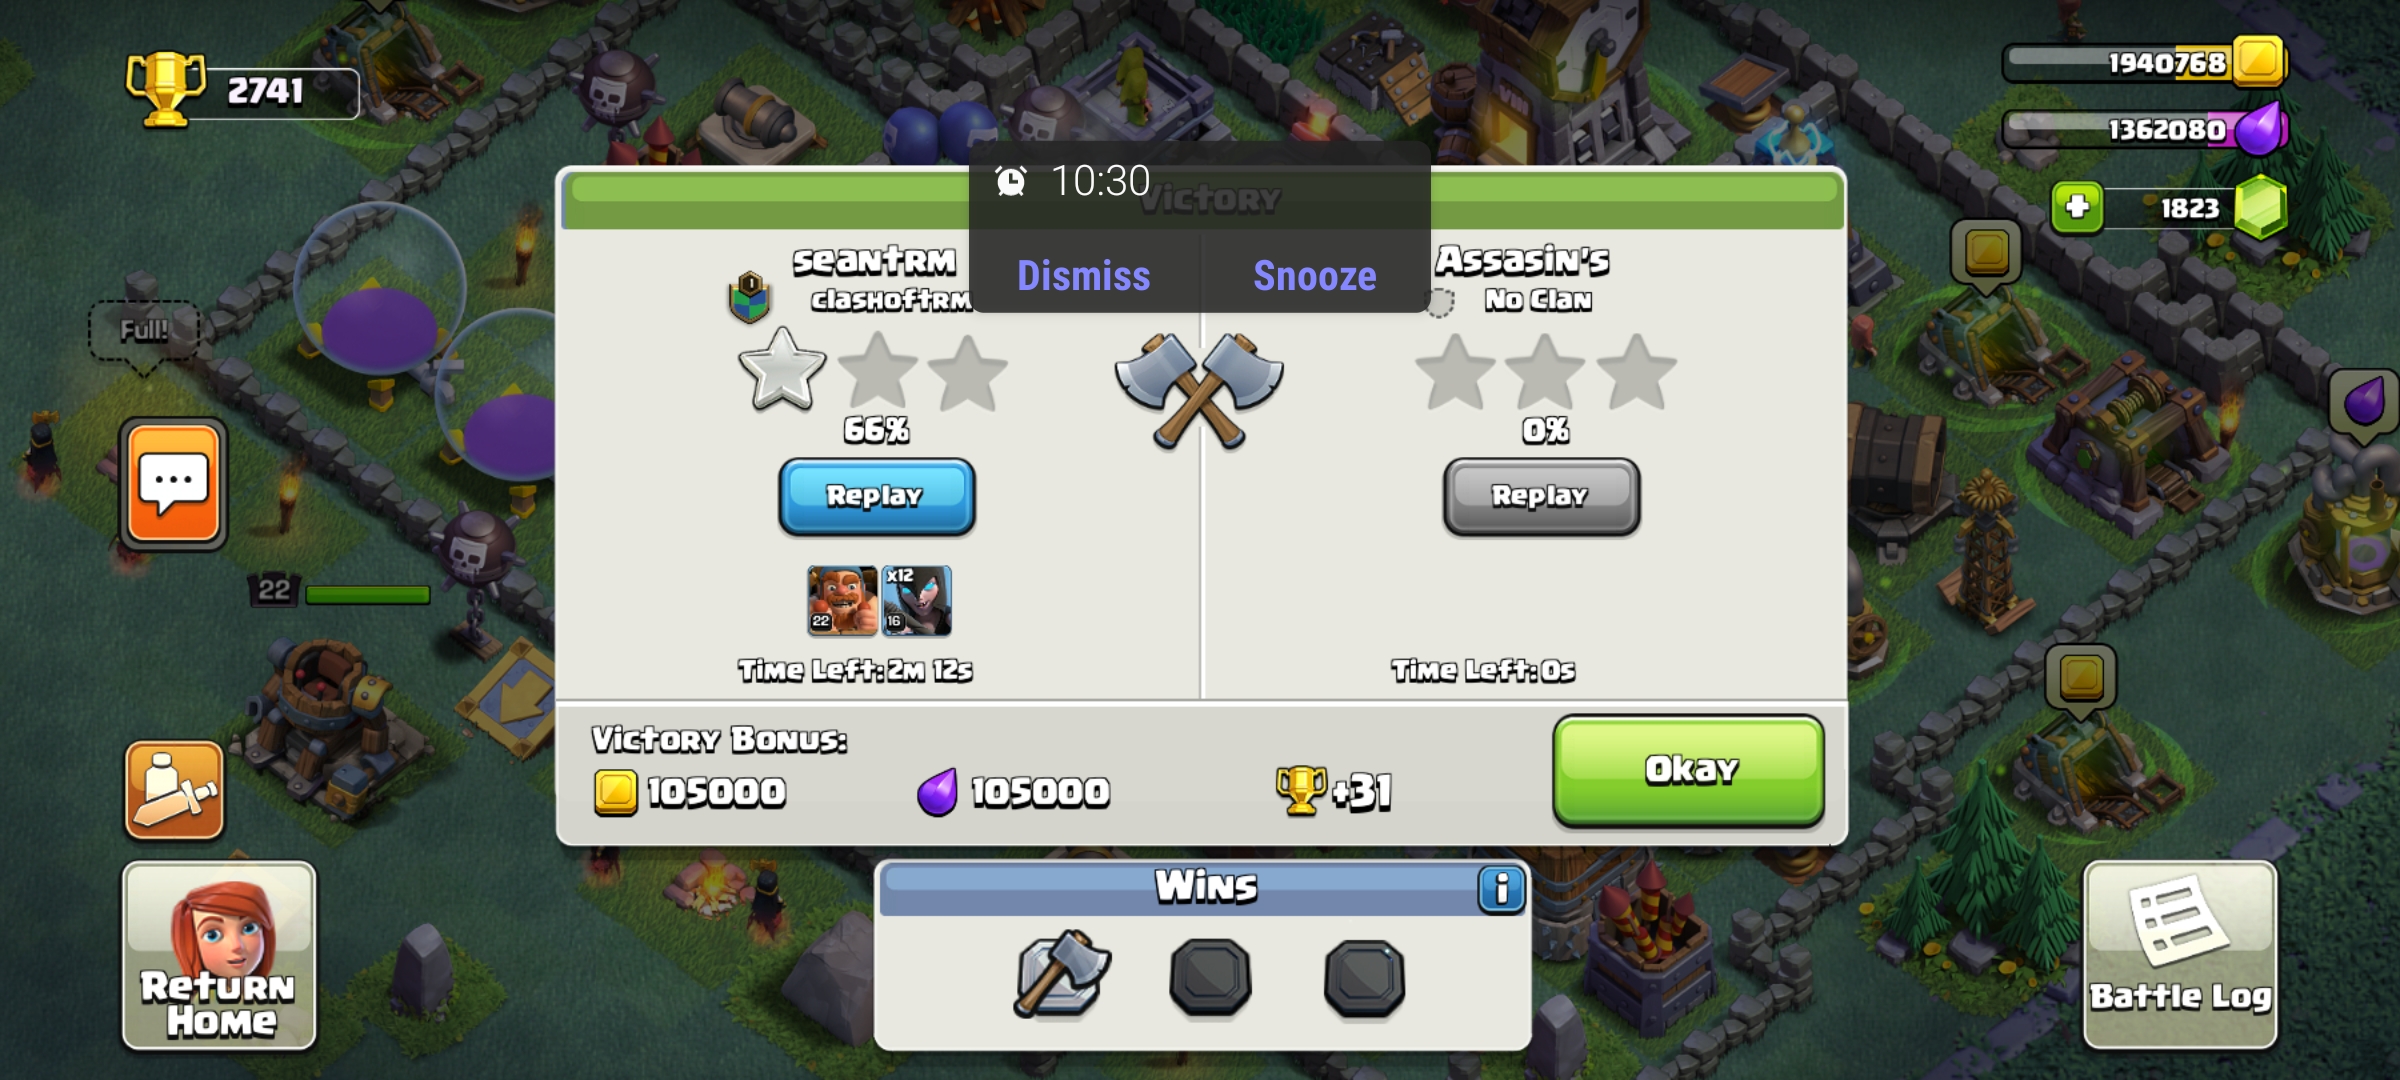 2741
1940768
1362080
1823
10:30
Victory
Dismiss
Snooze
seantrm
clashoftrm
1
Assasin's
No Clan
Full!
66%
0%
Replay
Replay
22
x12
22
16
Time Left: 2m 12s
Time Left: 0s
Victory Bonus:
105000
105000
+31
Okay
Wins
i
Return
Home
Battle Log